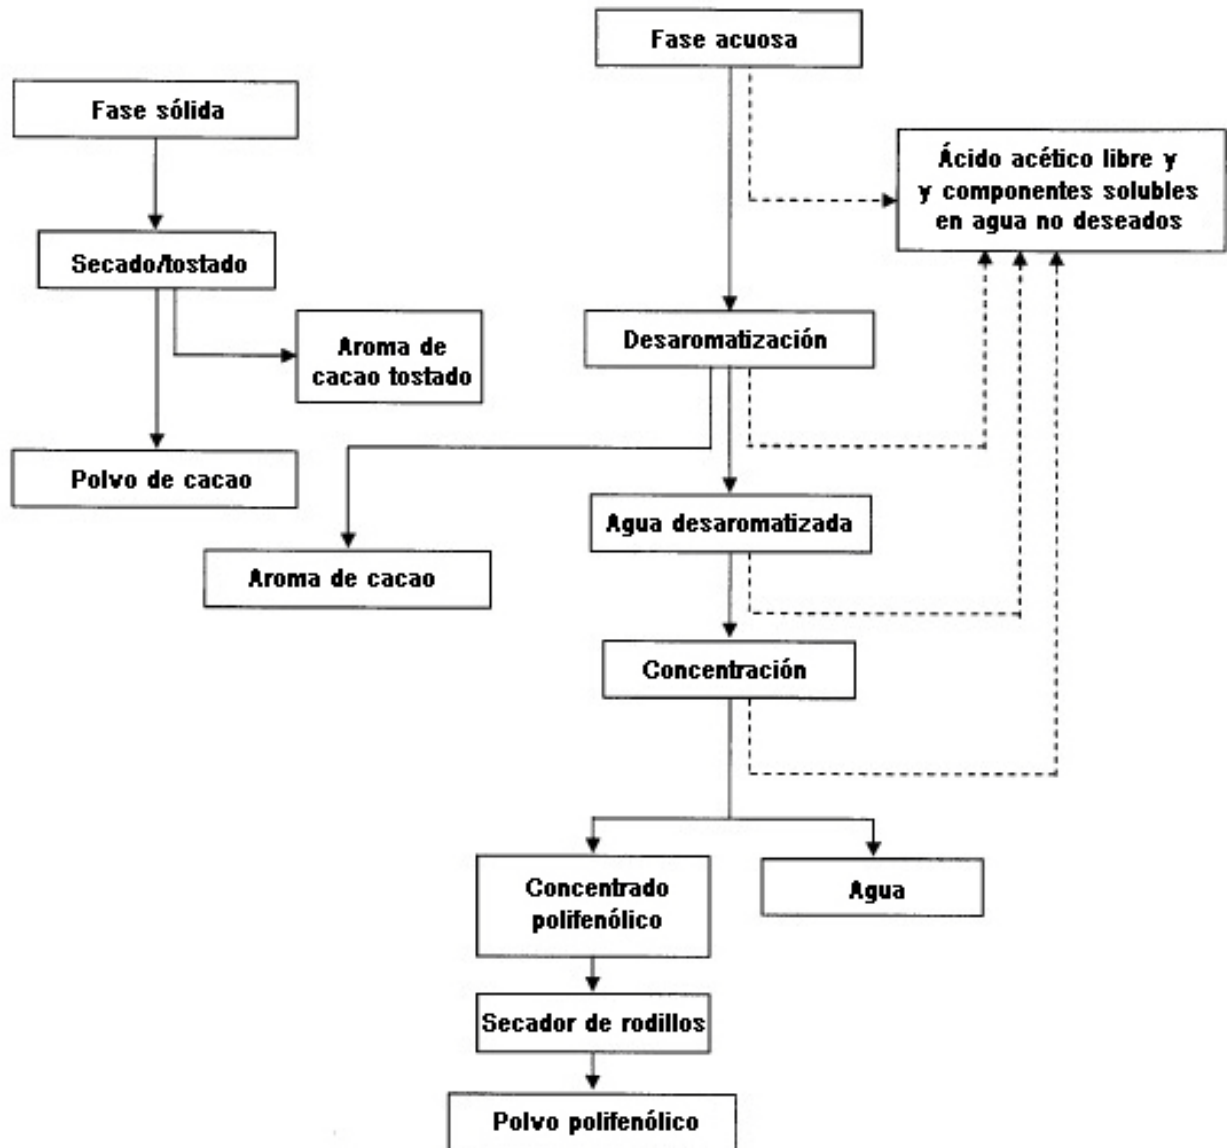 Fase acuosa
Fase sólida
Ácido acético libre y
y componentes solubles
en agua no deseados
Secado/tostado
Desaromatización
Aroma de
cacao tostado
Polvo de cacao
Agua desaromatizada
Aroma de cacao
Concentración
Concentrado
polifenólico
Agua
Secador de rodillos
Polvo polifenólico